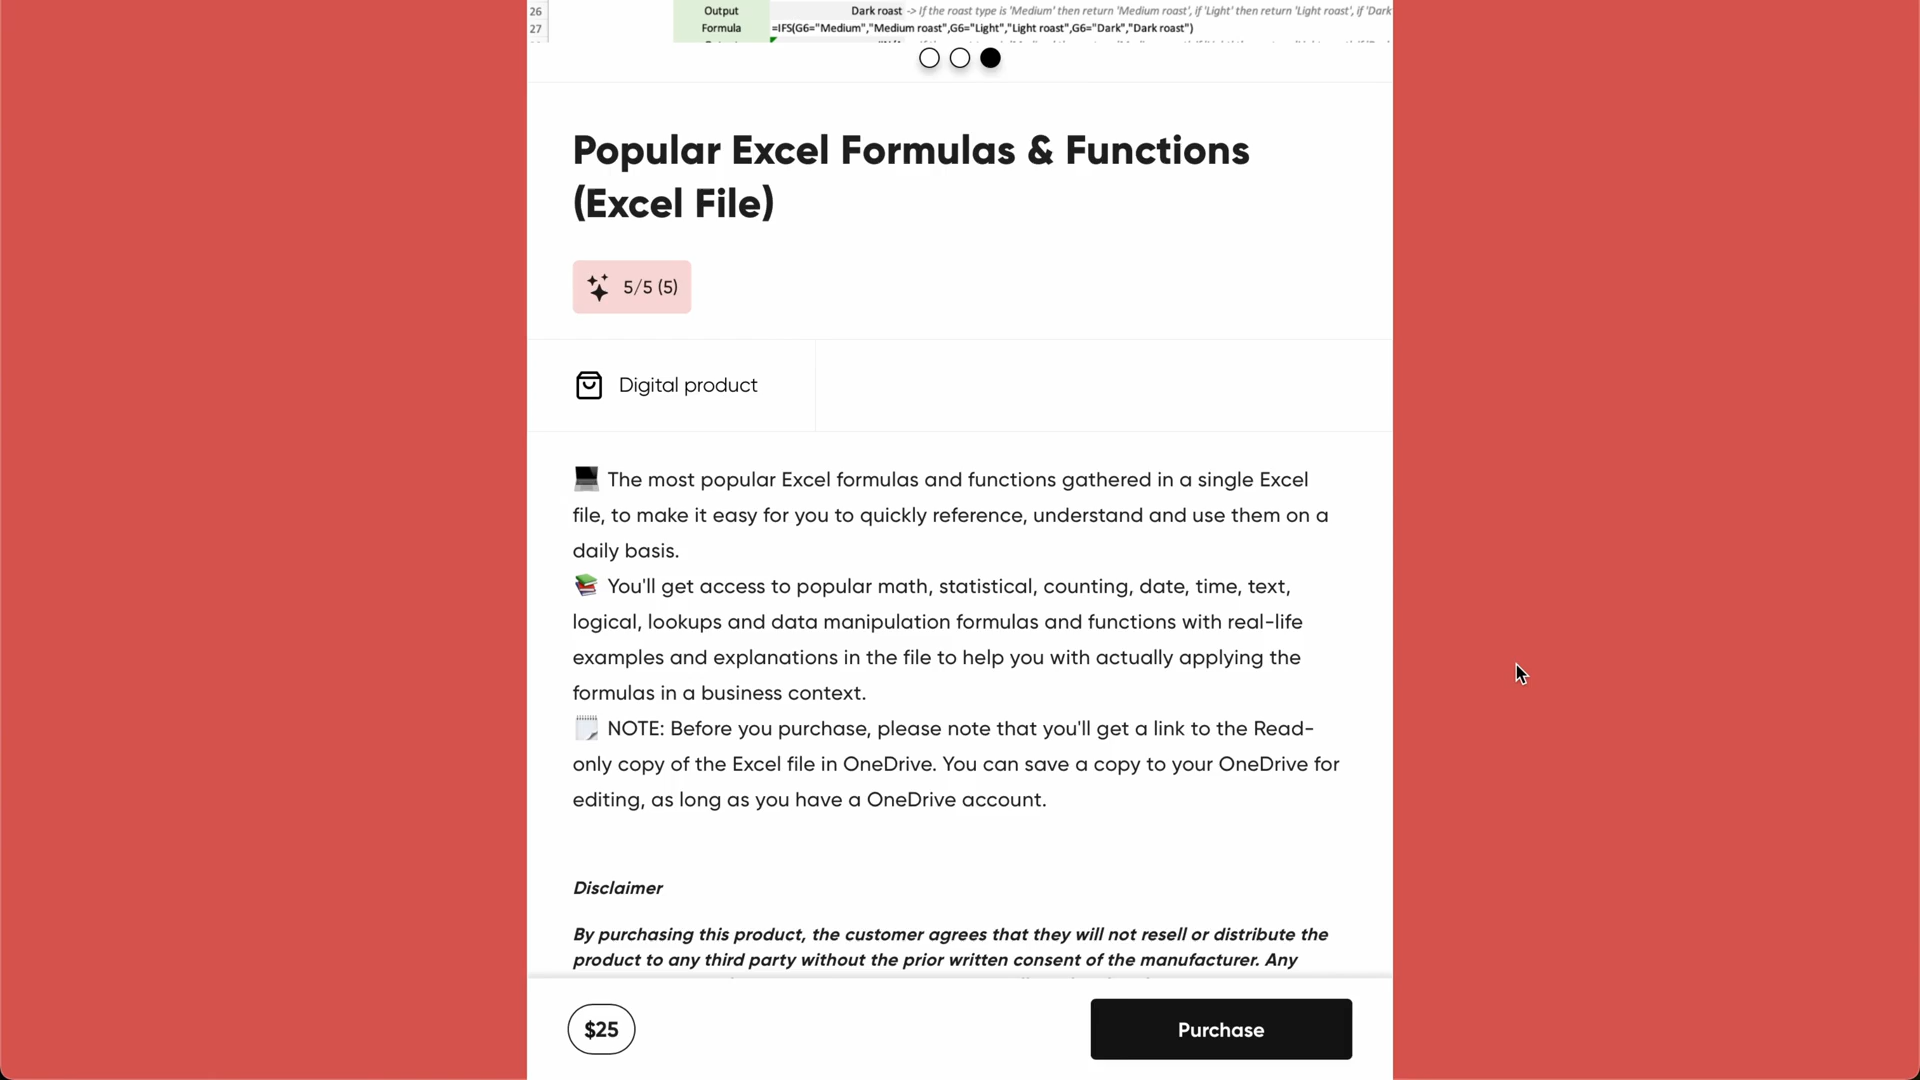 26 Output Dark roast -> If the roast type is 'Medium' then return 'Medium roast', if 'Light' then return 'Light roast', if 'Dark
27 Formula =IFS(G6="Medium","Medium roast",G6="Light","Light roast",G6="Dark","Dark roast")
Popular Excel Formulas & Functions
(Excel File)
5/5 (5)
Digital product
The most popular Excel formulas and functions gathered in a single Excel
file, to make it easy for you to quickly reference, understand and use them on a
daily basis.
You'll get access to popular math, statistical, counting, date, time, text,
logical, lookups and data manipulation formulas and functions with real-life
examples and explanations in the file to help you with actually applying the
formulas in a business context.
NOTE: Before you purchase, please note that you'll get a link to the Read-
only copy of the Excel file in OneDrive. You can save a copy to your OneDrive for
editing, as long as you have a OneDrive account.
Disclaimer
By purchasing this product, the customer agrees that they will not resell or distribute the
product to any third party without the prior written consent of the manufacturer. Any
$25
Purchase